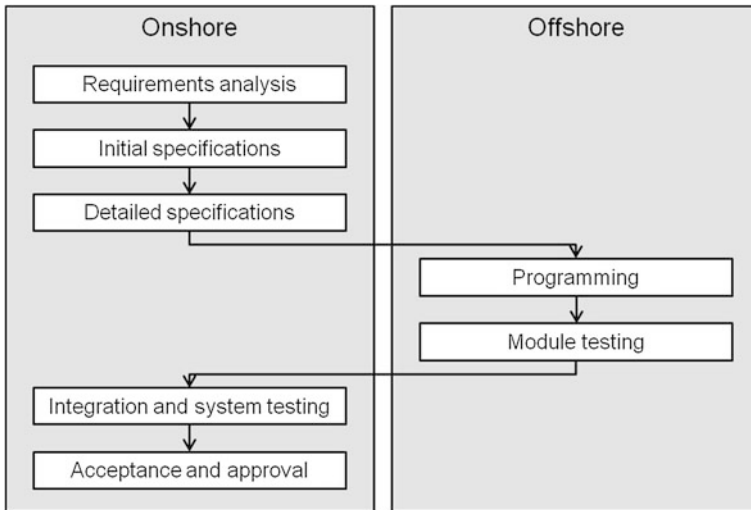 Onshore
Offshore
Requirements analysis
Initial specifications
Detailed specifications
Programming
Module testing
Integration and system testing
Acceptance and approval